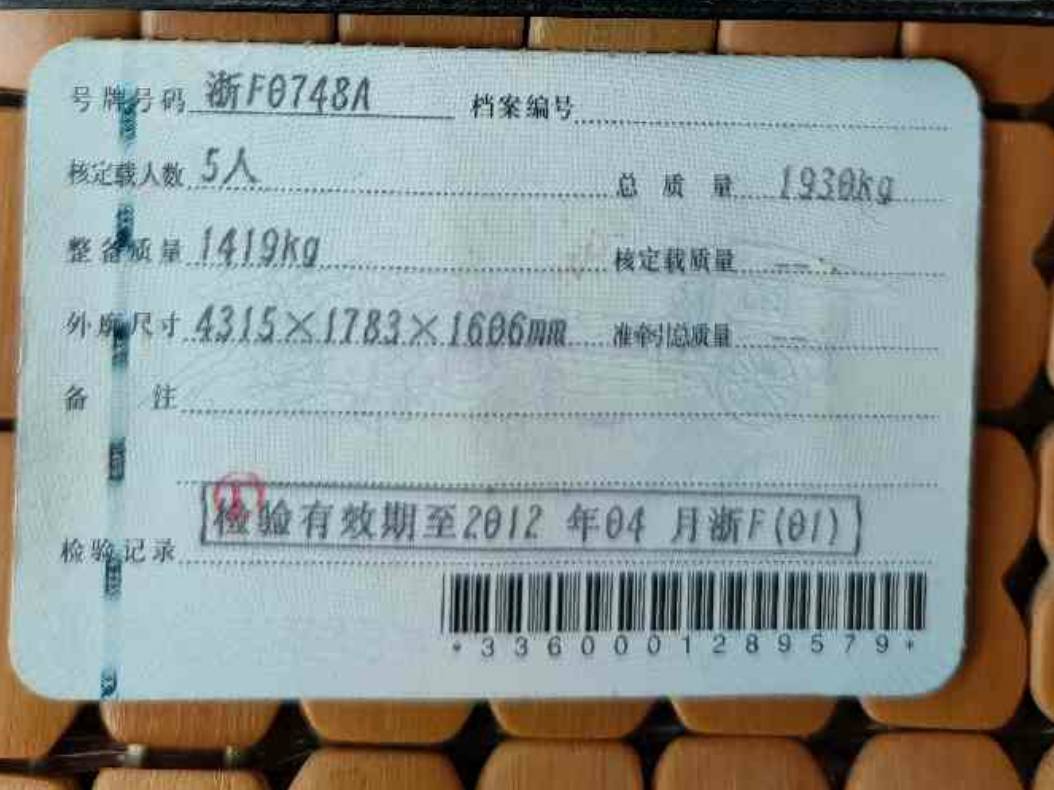 号牌号码 浙F0748A 档案编号
核定载人数 5人 总质量 1930kg
整备质量 1419kg 核定载质量 --
外廓尺寸 4315×1783×1606mm 准牵引总质量 --
备注
检验有效期至2012 年04 月浙F(01)
检验记录
*3360001289579*